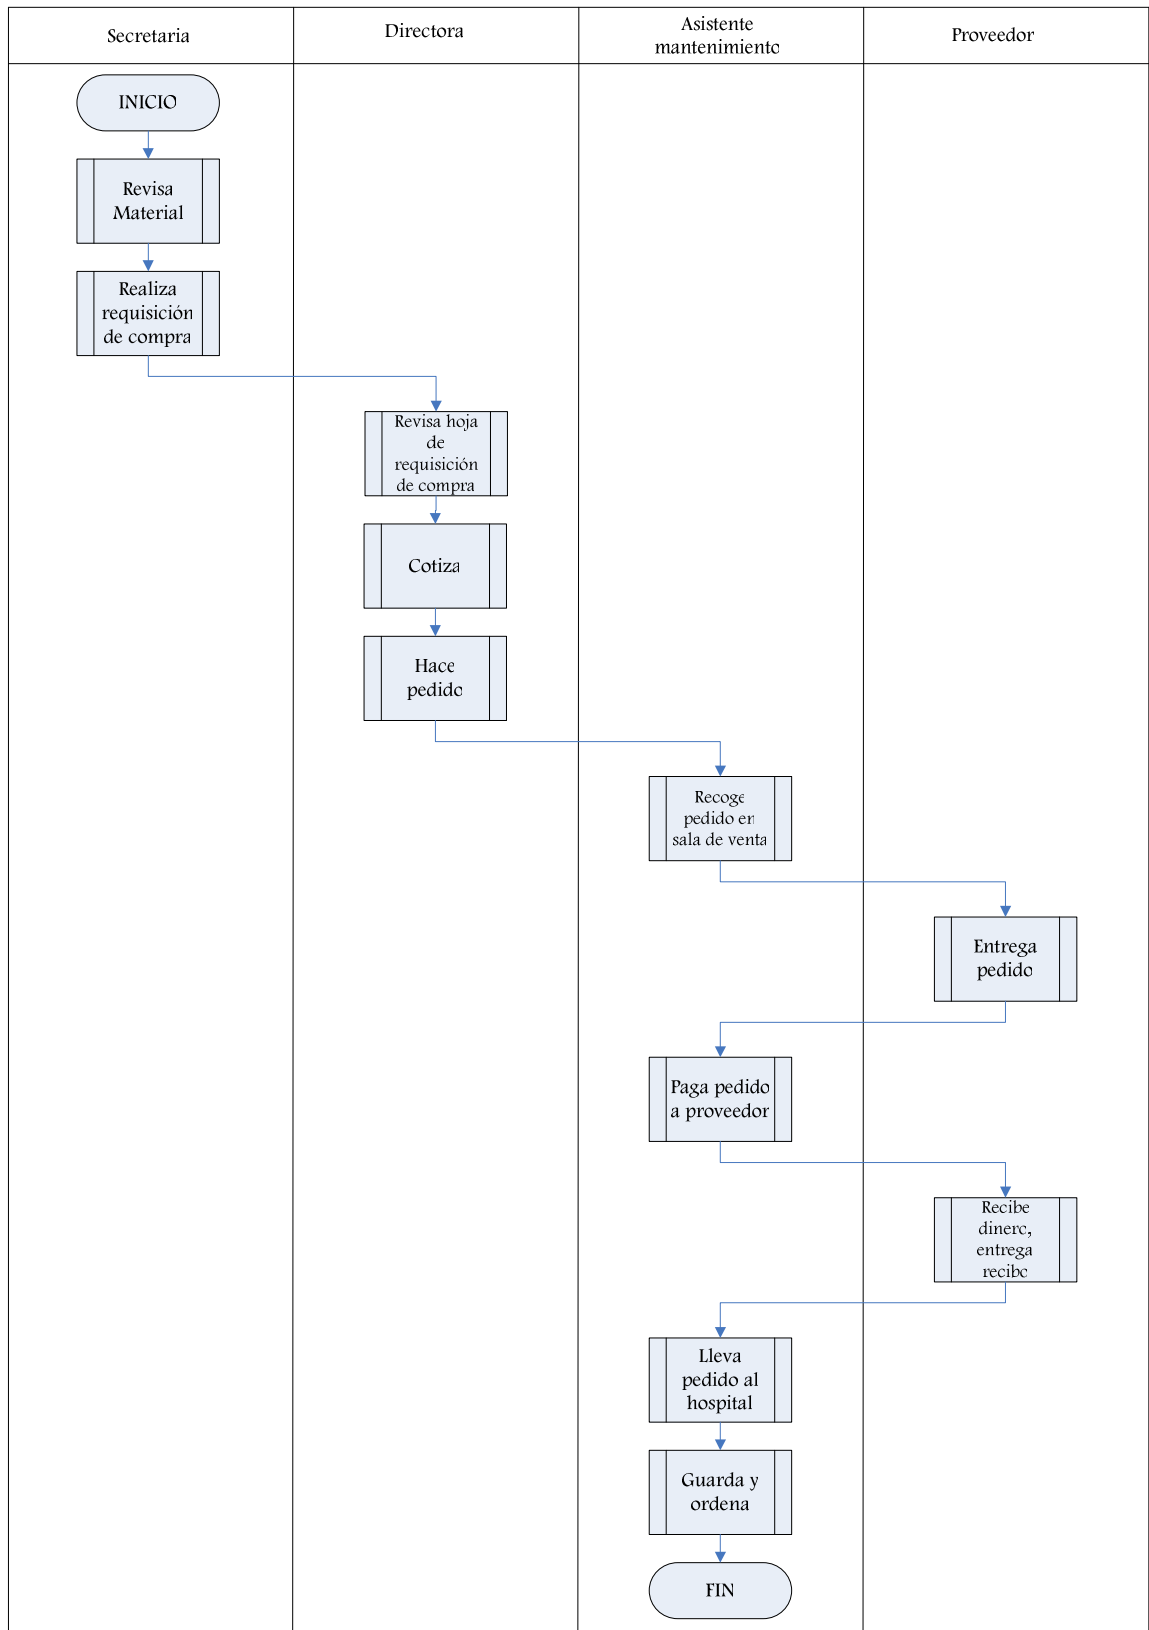 Secretaria
Directora
Asistente
mantenimiento
Proveedor
INICIO
Revisa
Material
Realiza
requisición
de compra
Revisa hoja
de
requisición
de compra
Cotiza
Hace
pedido
Recoge
pedido en
sala de venta
Entrega
pedido
Paga pedido
a proveedor
Recibe
dinero,
entrega
recibo
Lleva
pedido al
hospital
Guarda y
ordena
FIN